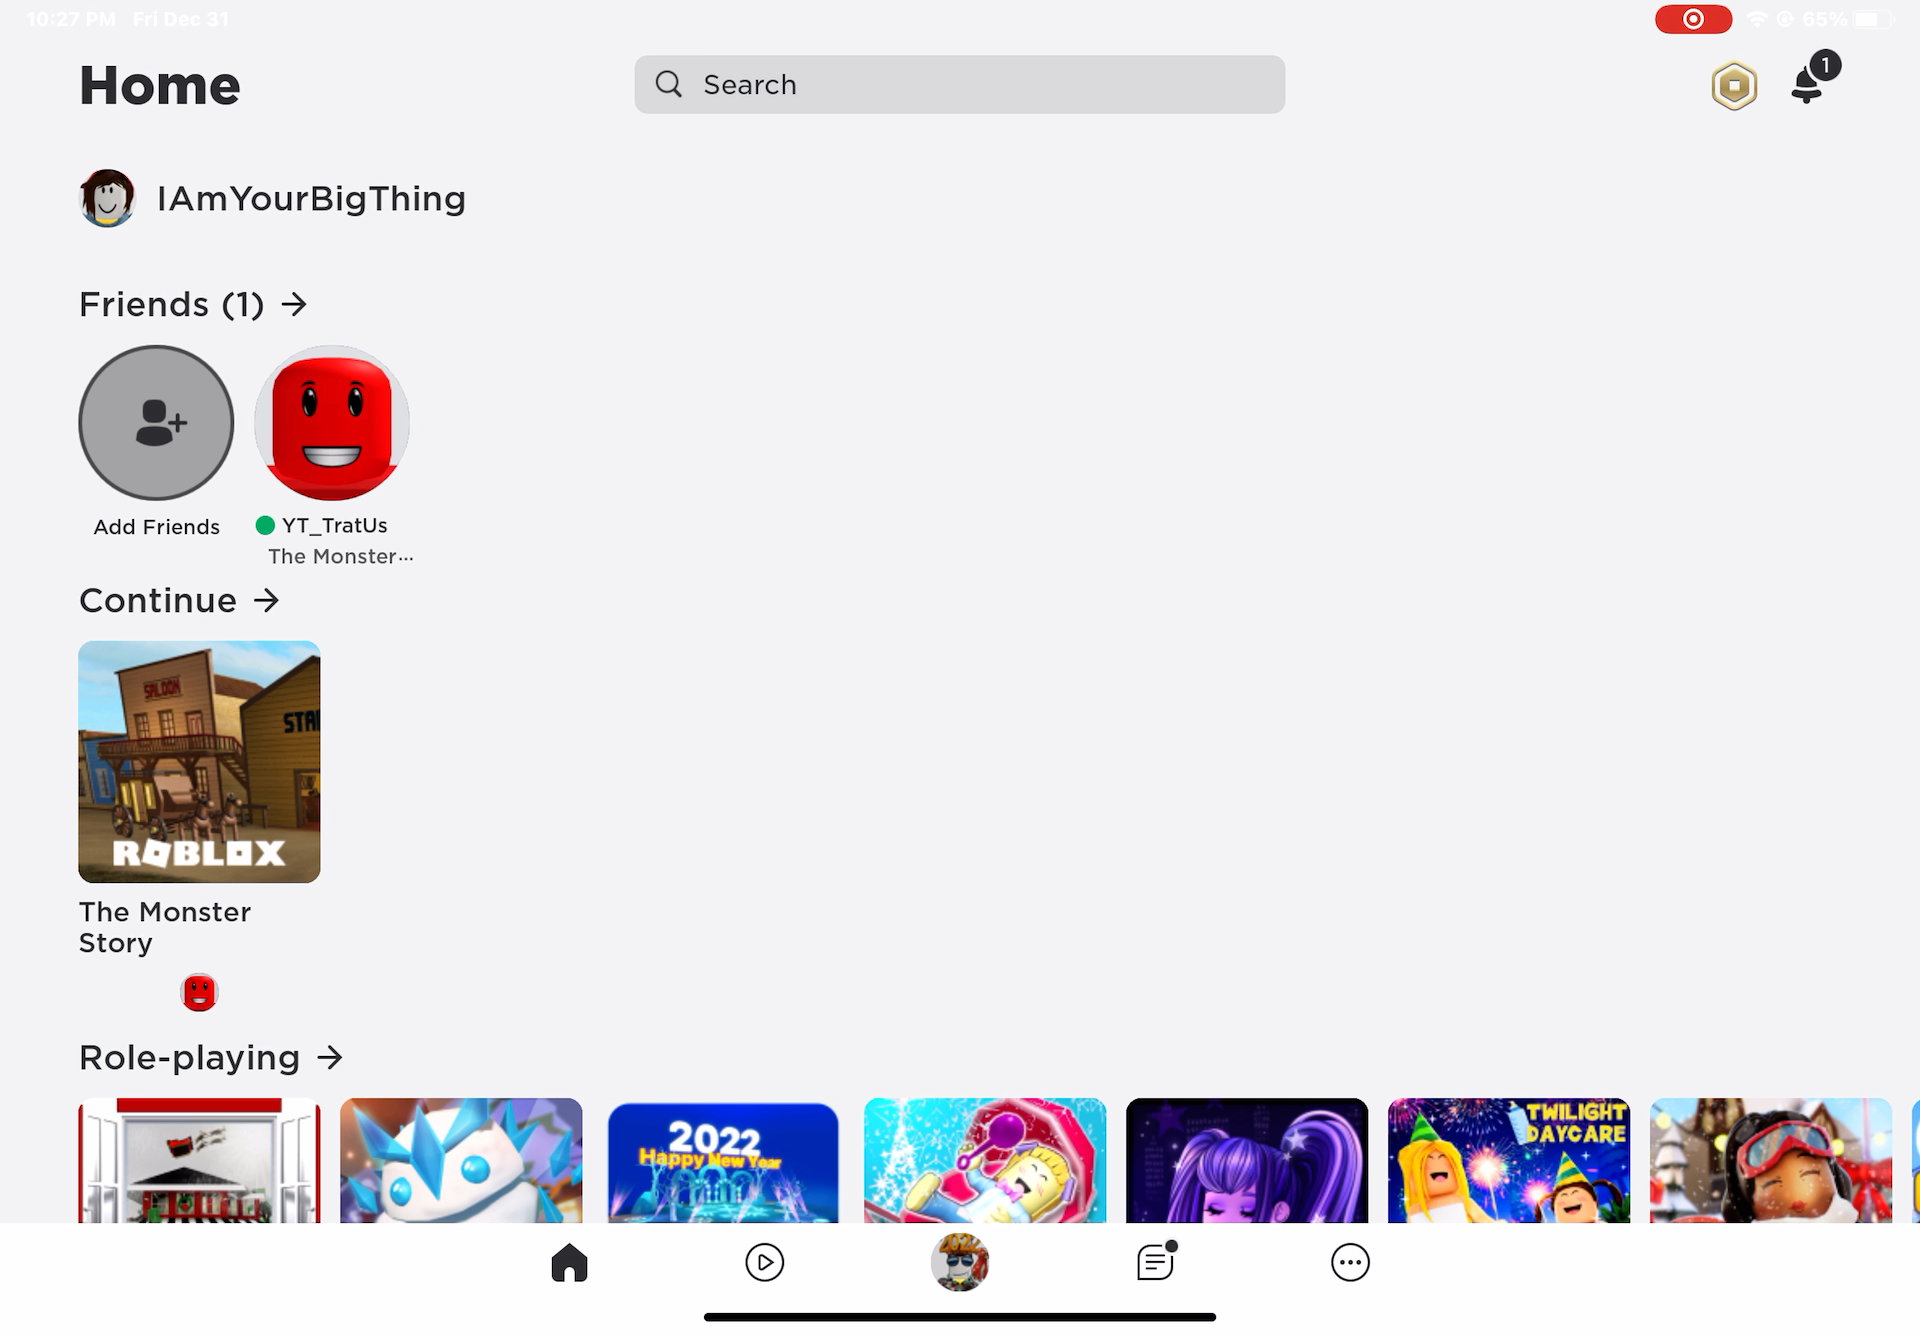 10:27 PM Fri Dec 31
65%
Home
Search
1
IAmYourBigThing
Friends (1)
Add Friends
YT_TratUs
The Monster...
Continue
SALOON
STA
ROBLOX
The Monster
Story
Role-playing
2022
Happy New Year
TWILIGHT
DAYCARE
2022